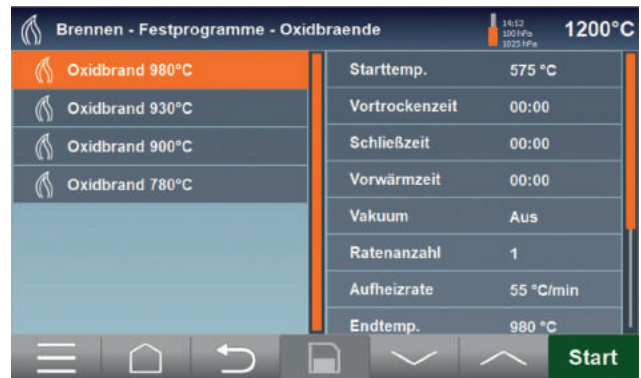 Brennen - Festprogramme - Oxidbraende
14:52
100 hPa
1025 hPa
1200°C
Oxidbrand 980°C
Oxidbrand 930°C
Oxidbrand 900°C
Oxidbrand 780°C
Starttemp. 575 °C
Vortrockenzeit 00:00
Schließzeit 00:00
Vorwärmzeit 00:00
Vakuum Aus
Ratenanzahl 1
Aufheizrate 55 °C/min
Endtemp. 980 °C
Start